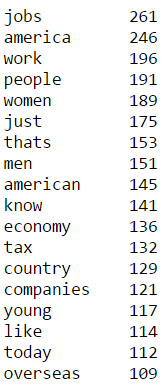 jobs 261
america 246
work 196
people 191
women 189
just 175
thats 153
men 151
american 145
know 141
economy 136
tax 132
country 129
companies 121
young 117
like 114
today 112
overseas 109